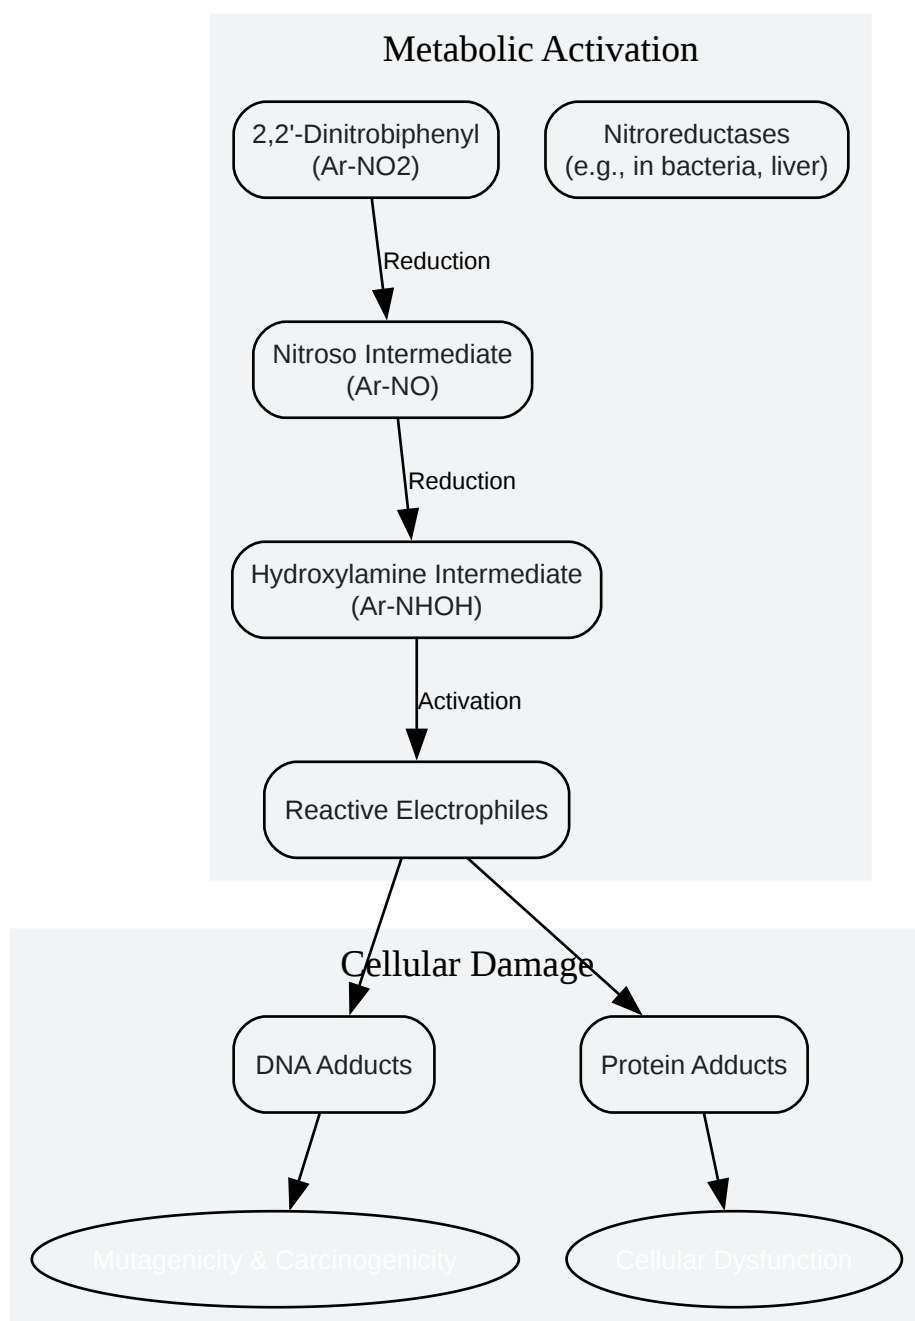 Metabolic Activation
2,2'-Dinitrobiphenyl
(Ar-NO2)
Nitroreductases
(e.g., in bacteria, liver)
Reduction
Nitroso Intermediate
(Ar-NO)
Reduction
Hydroxylamine Intermediate
(Ar-NHOH)
Activation
Reactive Electrophiles
Cellular Damage
DNA Adducts
Protein Adducts
Mutagenicity & Carcinogenicity
Cellular Dysfunction